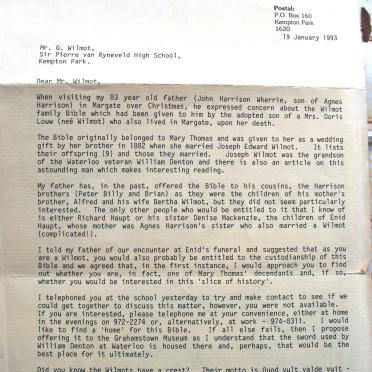 Postal:
P.O. Box 160
Kempton Park
1620
19 January 1993
Mr. G. Wilmot,
Sir Pierre van Ryneveld High School,
Kempton Park.
Dear Mr. Wilmot,
When visiting my 83 year old father (John Harrison Wherrie, son of Agnes
Harrison) in Margate over Christmas, he expressed concern about the Wilmot
family Bible which had been given to him by the adopted son of a Mrs. Doris
Louw (neé Wilmot) who also lived in Margate, upon her death.
The Bible originally belonged to Mary Thomas and was given to her as a wedding
gift by her brother in 1882 when she married Joseph Edward Wilmot. It lists
their offspring (9) and those they married. Joseph Wilmot was the grandson
of the Waterloo veteran William Denton and there is also an article on this
astounding man which makes interesting reading.
My father has, in the past, offered the Bible to his cousins, the Harrison
brothers (Peter Billy and Brian) as they were the children of his mother's
brother, Alfred and his wife Bertha Wilmot, but they did not seem particularly
interested. The only other people who would be entitled to it that I know of
is either Richard Haupt or his sister Denise Mackenzie, the children of Enid
Haupt, whose mother was Agnes Harrison's sister who also married a Wilmot
(complicated!).
I told my father of our encounter at Enid's funeral and suggested that as you
are a Wilmot, you would also probably be entitled to the custodianship of this
Bible and we agreed that, in the first instance, I would approach you to find
out whether you are, in fact, one of Mary Thomas' decendants and, if so,
whether you would be interested in this 'slice of history'.
I telephoned you at the school yesterday to try and make contact to see if we
could get together to discuss this matter, however, you were not available.
If you are interested, please telephone me at your convenience, either at home
in the evenings on 972-2274 or, alternatively, at work - 974-8311. I would
like to find a 'home' for this Bible. If all else fails, then I propose
offering it to the Grahamstown Museum as I understand that the sword used by
William Denton at Waterloo is housed there and, perhaps, that would be the
best place for it ultimately.
Did you know the Wilmots have a crest? Their motto is Quod vult valde vult -